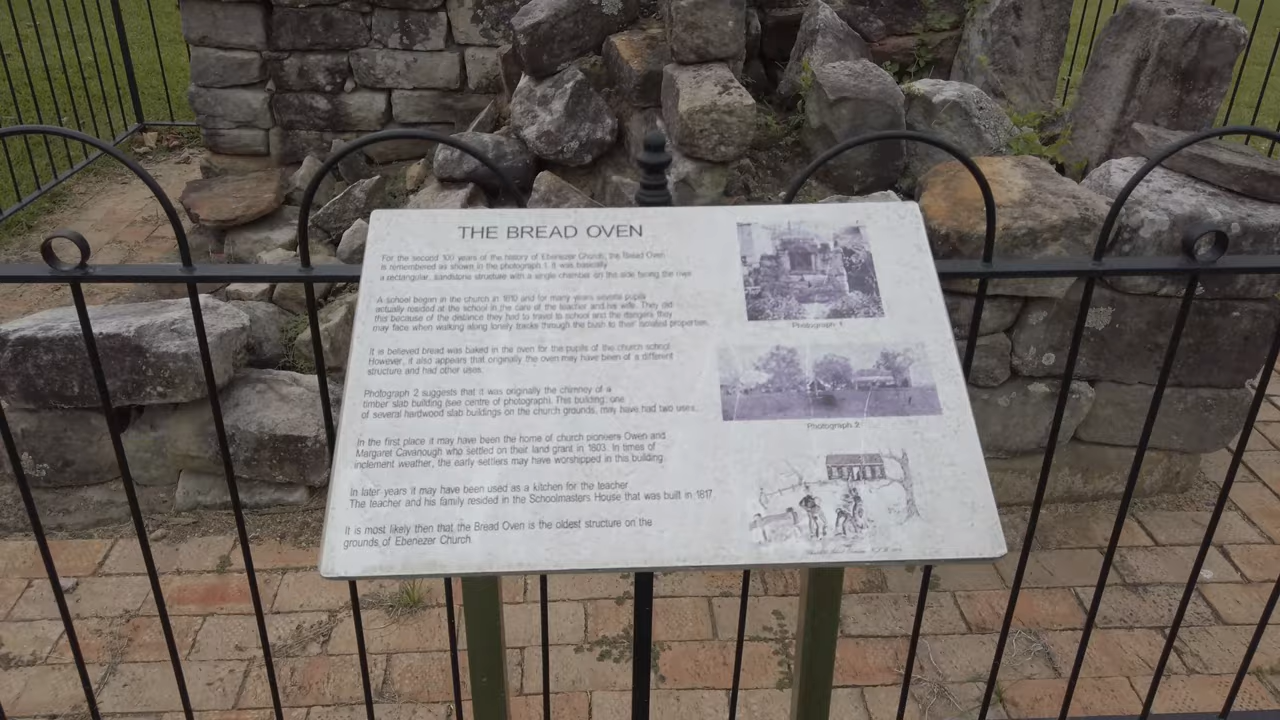 THE BREAD OVEN
For the second 100 years of the history of Ebenezer Church, the Bread Oven
is remembered as shown in the photograph 1. It was basically
a rectangular, sandstone structure with a single chamber on the side facing the river.
A school began in the church in 1810 and for many years several pupils
actually resided at the school in the care of the teacher and his wife. They did
this because of the distance they had to travel to school and the dangers they
may face when walking along lonely tracks through the bush to their isolated properties.
It is believed bread was baked in the oven for the pupils of the church school.
However, it also appears that originally the oven may have been of a different
structure and had other uses.
Photograph 2 suggests that it was originally the chimney of a
timber slab building (see centre of photograph). This building, one
of several hardwood slab buildings on the church grounds, may have had two uses.
In the first place it may have been the home of church pioneers Owen and
Margaret Cavanough who settled on their land grant in 1803. In times of
inclement weather, the early settlers may have worshipped in this building.
In later years it may have been used as a kitchen for the teacher.
The teacher and his family resided in the Schoolmasters House that was built in 1817.
It is most likely then that the Bread Oven is the oldest structure on the
grounds of Ebenezer Church.
Photograph 1
Photograph 2